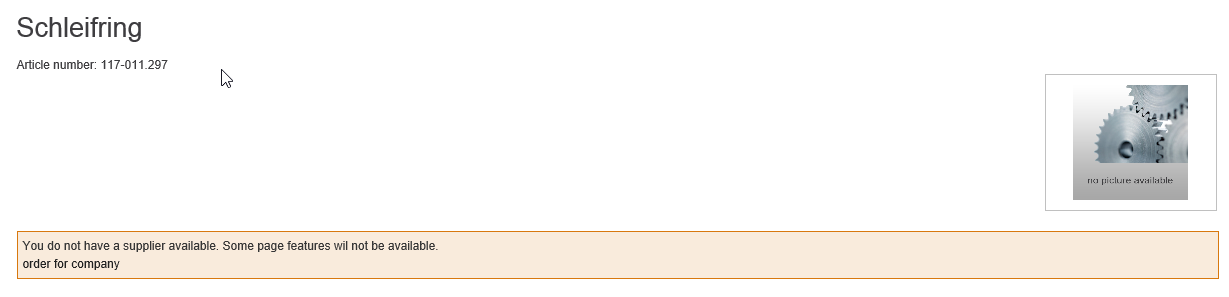 Schleifring
Article number: 117-011.297
no picture available
You do not have a supplier available. Some page features wil not be available.
order for company